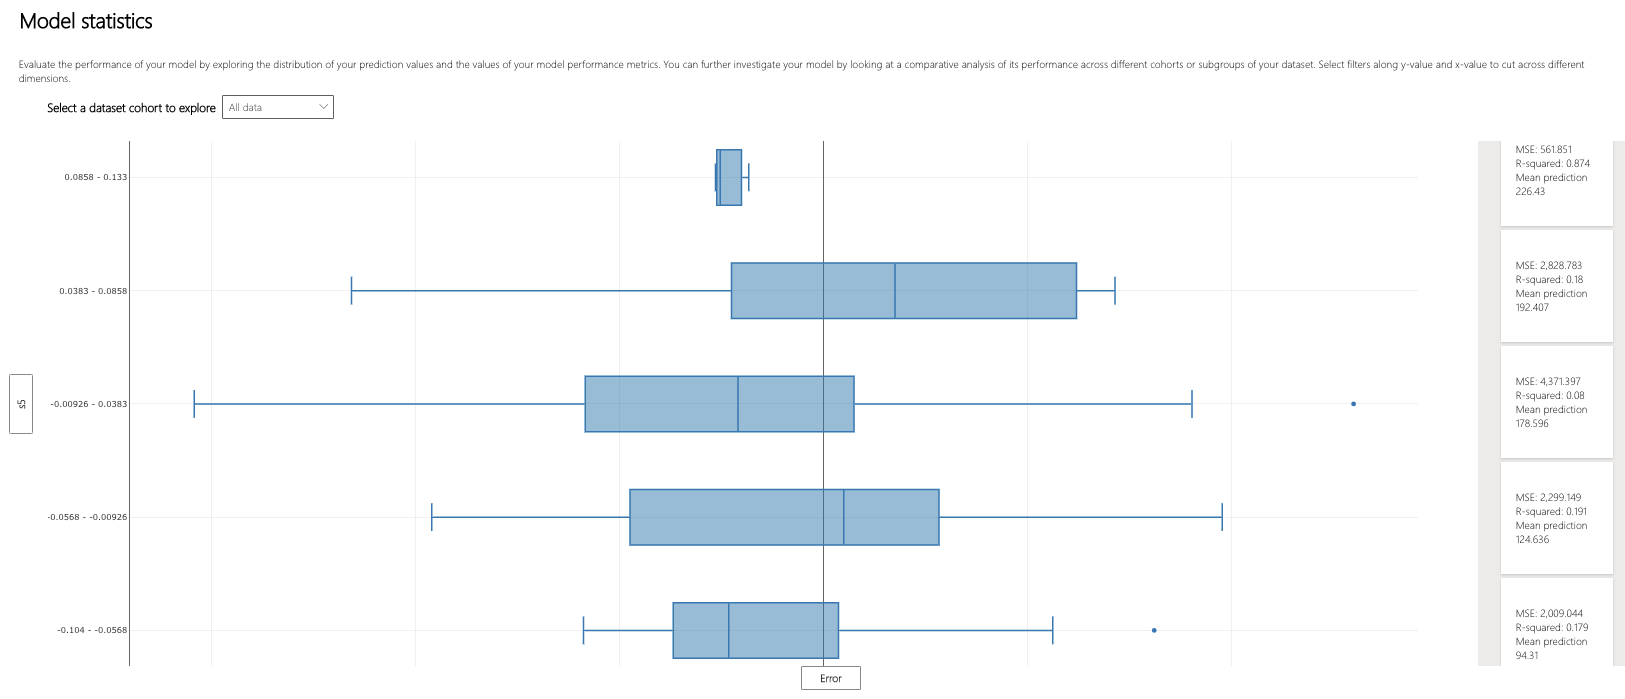 Model statistics
Evaluate the performance of your model by exploring the distribution of your prediction values and the values of your model performance metrics. You can further investigate your model by looking at a comparative analysis of its performance across different cohorts or subgroups of your dataset. Select filters along y-value and x-value to cut across different
dimensions.
Select a dataset cohort to explore
All data
0.0858 - 0.133
0.0383 - 0.0858
-0.00926 - 0.0383
-0.0568 - -0.00926
-0.104 - -0.0568
s5
Error
MSE: 561.851
R-squared: 0.874
Mean prediction
226.43
MSE: 2,828.783
R-squared: 0.18
Mean prediction
192.407
MSE: 4,371.397
R-squared: 0.08
Mean prediction
178.596
MSE: 2,299.149
R-squared: 0.191
Mean prediction
124.636
MSE: 2,009.044
R-squared: 0.179
Mean prediction
94.31